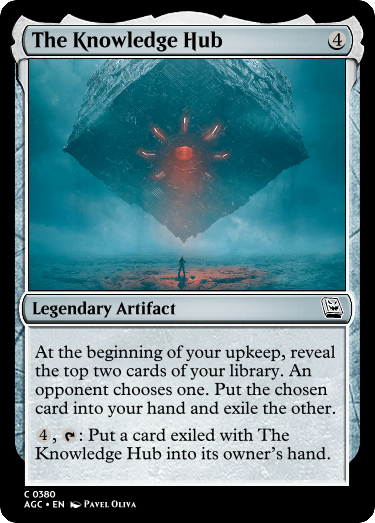 The Knowledge Hub 4
Legendary Artifact
At the beginning of your upkeep, reveal
the top two cards of your library. An
opponent chooses one. Put the chosen
card into your hand and exile the other.
4, : Put a card exiled with The
Knowledge Hub into its owner's hand.
C 0380
AGC • EN Pavel Oliva